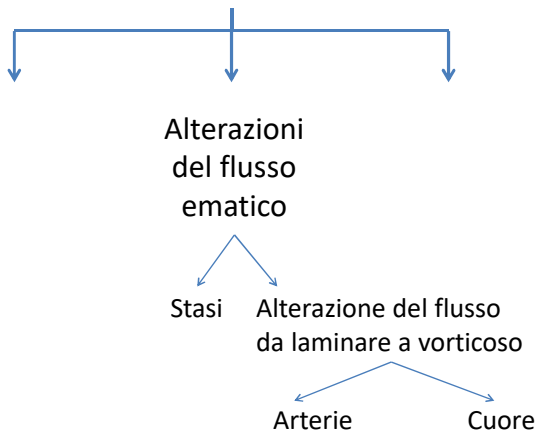 Alterazioni
del flusso
ematico
Stasi
Alterazione del flusso
da laminare a vorticoso
Arterie
Cuore